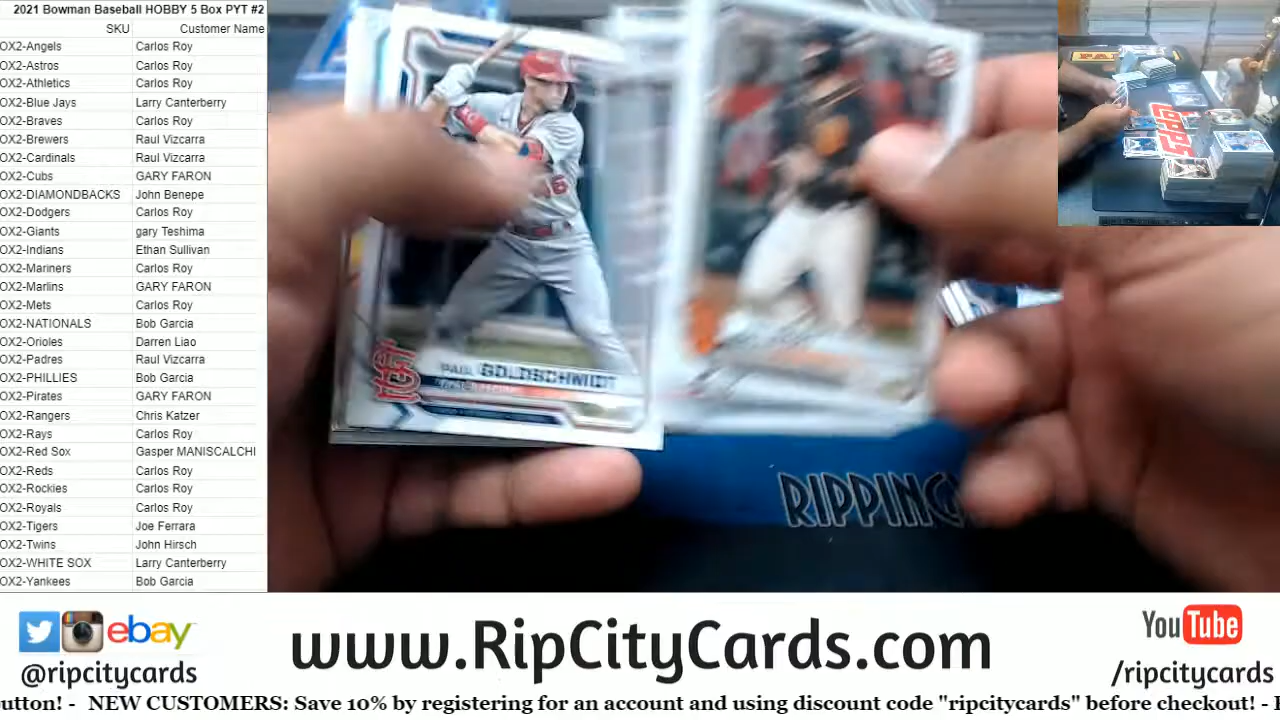 2021 Bowman Baseball HOBBY 5 Box PYT #2
SKU Customer Name
OX2-Angels Carlos Roy
OX2-Astros Carlos Roy
OX2-Athletics Carlos Roy
OX2-Blue Jays Larry Canterberry
OX2-Braves Carlos Roy
OX2-Brewers Raul Vizcarra
OX2-Cardinals Raul Vizcarra
OX2-Cubs GARY FARON
OX2-DIAMONDBACKS John Benepe
OX2-Dodgers Carlos Roy
OX2-Giants gary Teshima
OX2-Indians Ethan Sullivan
OX2-Mariners Carlos Roy
OX2-Marlins GARY FARON
OX2-Mets Carlos Roy
OX2-NATIONALS Bob Garcia
OX2-Orioles Darren Liao
OX2-Padres Raul Vizcarra
OX2-PHILLIES Bob Garcia
OX2-Pirates GARY FARON
OX2-Rangers Chris Katzer
OX2-Rays Carlos Roy
OX2-Red Sox Gasper MANISCALCHI
OX2-Reds Carlos Roy
OX2-Rockies Carlos Roy
OX2-Royals Carlos Roy
OX2-Tigers Joe Ferrara
OX2-Twins John Hirsch
OX2-WHITE SOX Larry Canterberry
OX2-Yankees Bob Garcia
PAUL GOLDSCHMIDT
topps
RIPPING
ebay
@ripcitycards
www.RipCityCards.com
YouTube
/ripcitycards
utton! - NEW CUSTOMERS: Save 10% by registering for an account and using discount code "ripcitycards" before checkout! -